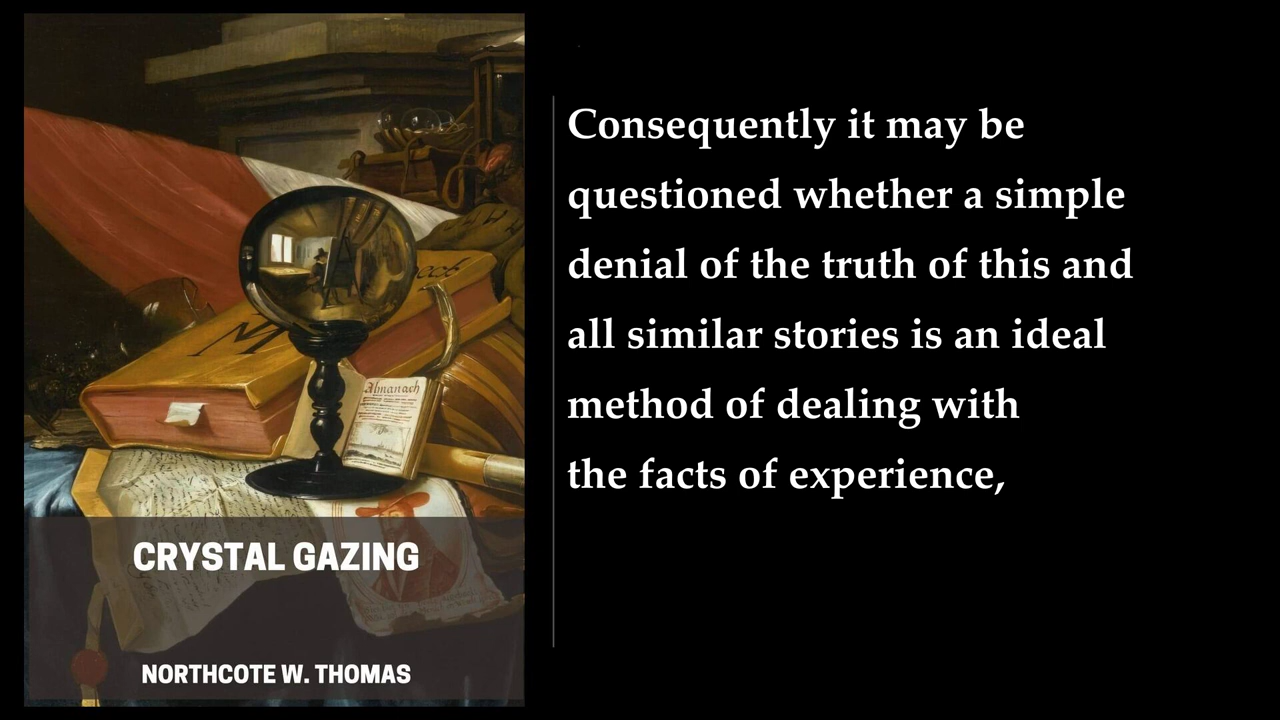 Consequently it may be
questioned whether a simple
denial of the truth of this and
all similar stories is an ideal
method of dealing with
the facts of experience,
M
Almanach
CRYSTAL GAZING
NORTHCOTE W. THOMAS